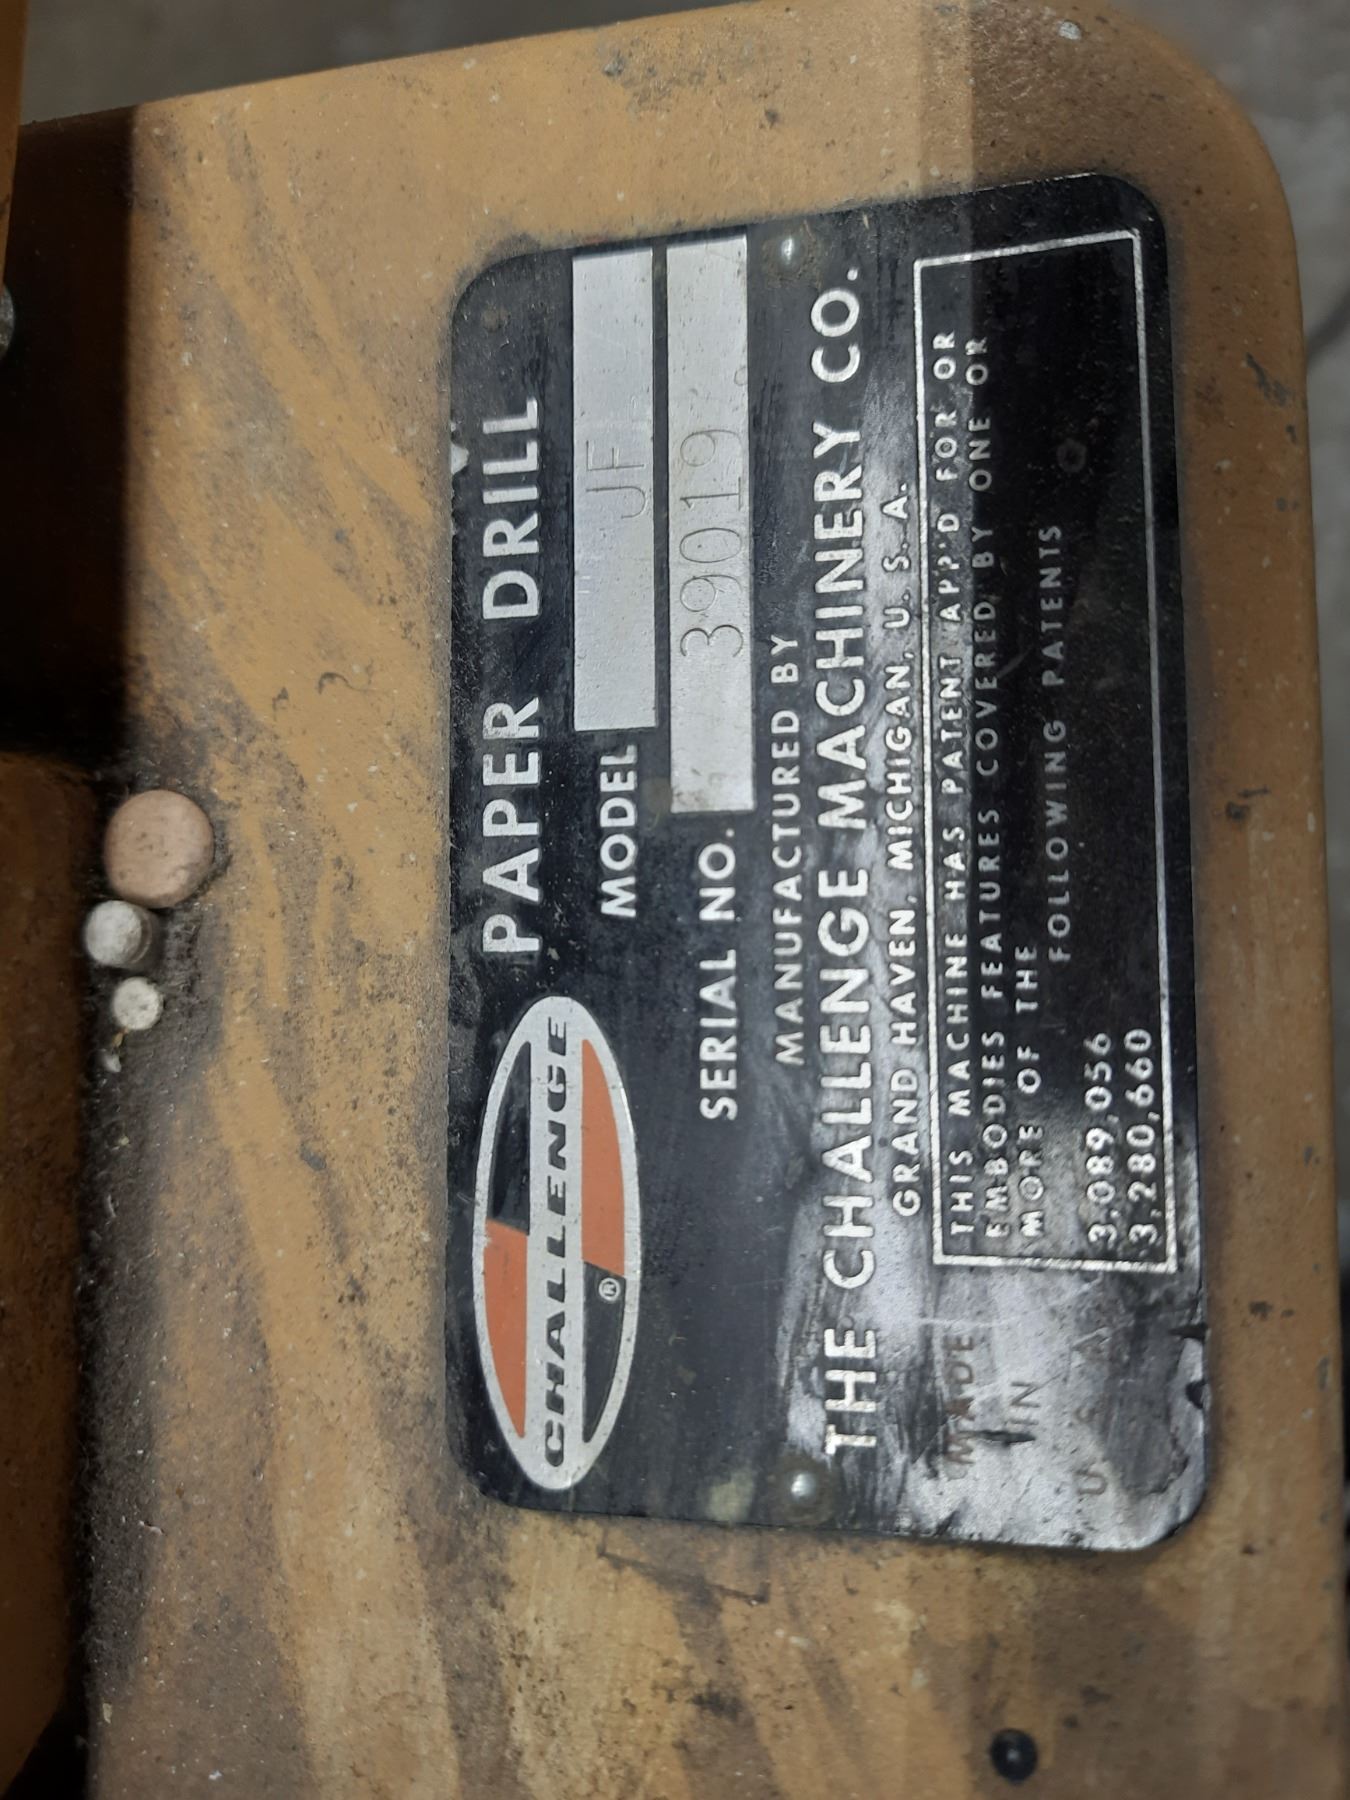 CHALLENGE ®
PAPER DRILL
MODEL JF
SERIAL NO. 39019
MANUFACTURED BY
THE CHALLENGE MACHINERY CO.
GRAND HAVEN, MICHIGAN, U. S. A.
THIS MACHINE HAS PATENT APP'D FOR OR
EMBODIES FEATURES COVERED BY ONE OR
MORE OF THE
FOLLOWING PATENTS
3,089,056
3,280,660
MADE
IN
U. S. A.